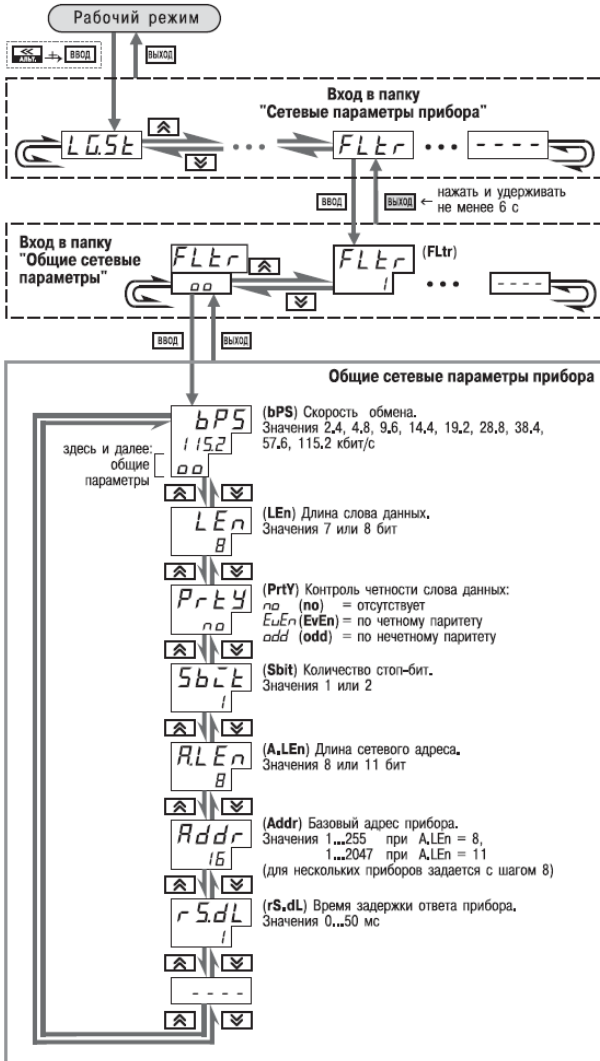 Рабочий режим
<< АЛЬТ. ВВОД ВЫХОД
Вход в папку
"Сетевые параметры прибора"
LG.St
FLtr
----
ВВОД ВЫХОД ← нажать и удерживать
не менее 6 с
Вход в папку
"Общие сетевые
параметры"
FLtr
oo
FLtr
1
(FLtr)
----
ВВОД ВЫХОД
Общие сетевые параметры прибора
bPS
115.2
oo
(bPS) Скорость обмена.
Значения 2.4, 4.8, 9.6, 14.4, 19.2, 28.8, 38.4,
57.6, 115.2 кбит/с
здесь и далее:
общие
параметры
LEn
8
(LEn) Длина слова данных.
Значения 7 или 8 бит
PrtY
no
(PrtY) Контроль четности слова данных:
no (no) = отсутствует
EvEn (EvEn) = по четному паритету
odd (odd) = по нечетному паритету
Sbit
1
(Sbit) Количество стоп-бит.
Значения 1 или 2
A.LEn
8
(A.LEn) Длина сетевого адреса.
Значения 8 или 11 бит
Addr
16
(Addr) Базовый адрес прибора.
Значения 1...255 при A.LEn = 8,
1...2047 при A.LEn = 11
(для нескольких приборов задается с шагом 8)
rS.dL
1
(rS.dL) Время задержки ответа прибора.
Значения 0...50 мс
----